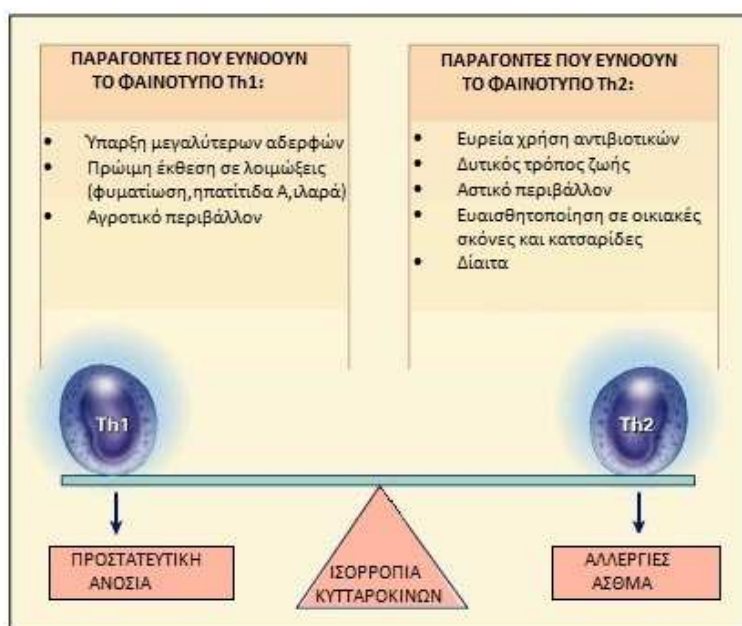 ΠΑΡΑΓΟΝΤΕΣ ΠΟΥ ΕΥΝΟΟΥΝ
ΤΟ ΦΑΙΝΟΤΥΠΟ Th1:
• Ύπαρξη μεγαλύτερων αδερφών
• Πρώιμη έκθεση σε λοιμώξεις
(φυματίωση,ηπατίτιδα Α,ιλαρά)
• Αγροτικό περιβάλλον
ΠΑΡΑΓΟΝΤΕΣ ΠΟΥ ΕΥΝΟΟΥΝ
ΤΟ ΦΑΙΝΟΤΥΠΟ Th2:
• Ευρεία χρήση αντιβιοτικών
• Δυτικός τρόπος ζωής
• Αστικό περιβάλλον
• Ευαισθητοποίηση σε οικιακές
σκόνες και κατσαρίδες
• Δίαιτα
Th1
Th2
ΠΡΟΣΤΑΤΕΥΤΙΚΗ
ΑΝΟΣΙΑ
ΙΣΟΡΡΟΠΙΑ
ΚΥΤΤΑΡΟΚΙΝΩΝ
ΑΛΛΕΡΓΙΕΣ
ΑΣΘΜΑ